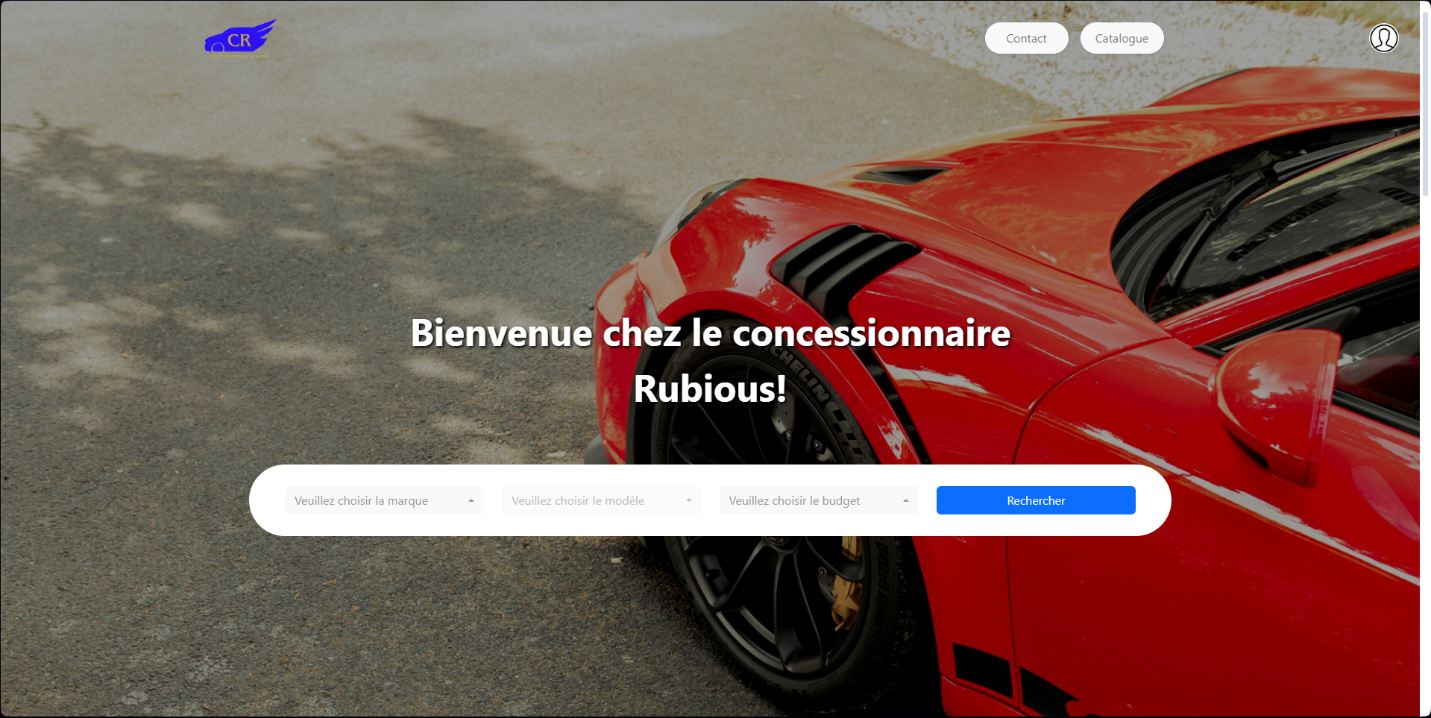 CR
Contact
Catalogue
Bienvenue chez le concessionnaire
Rubious!
Veuillez choisir la marque
Veuillez choisir le modèle
Veuillez choisir le budget
Rechercher